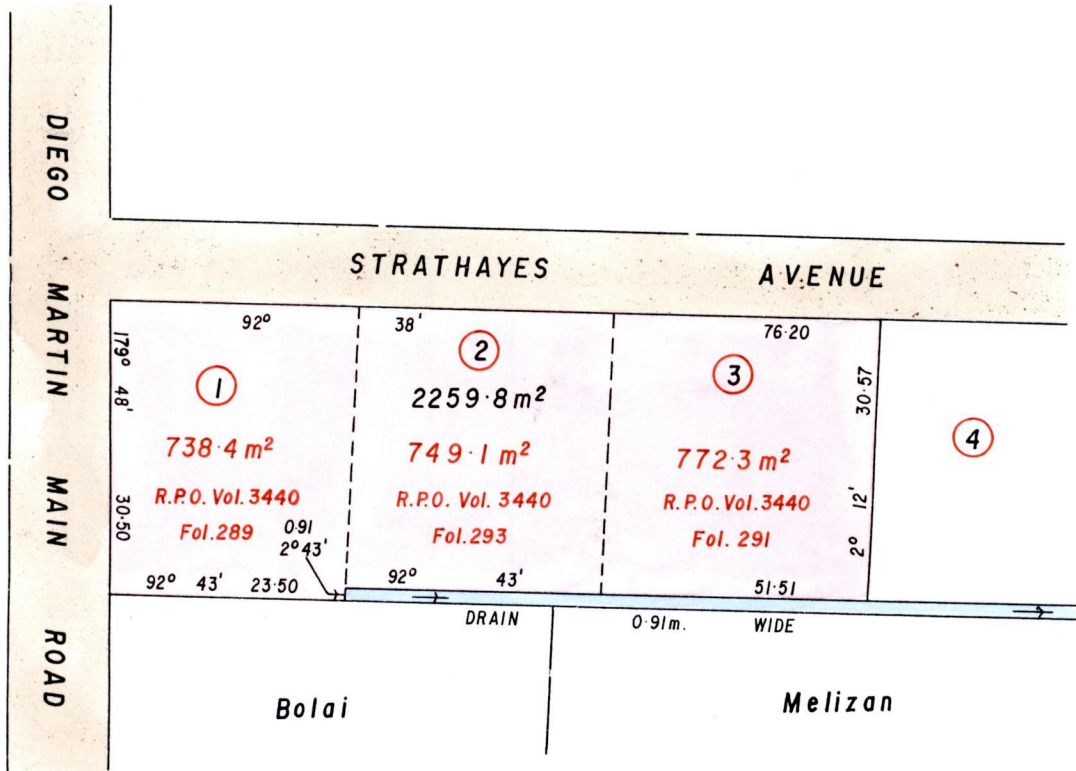 DIEGO MARTIN MAIN ROAD
STRATHAYES AVENUE
92° 38' 76·20
179° 48' 30·50
1
738·4 m²
R.P.O. Vol. 3440
Fol. 289
2
2259·8 m²
749·1 m²
R.P.O. Vol. 3440
Fol. 293
3
772·3 m²
R.P.O. Vol. 3440
Fol. 291
2° 12' 30·57
4
0·91
2° 43'
92° 43' 23·50
92° 43' 51·51
DRAIN 0·91m. WIDE
Bolai
Melizan